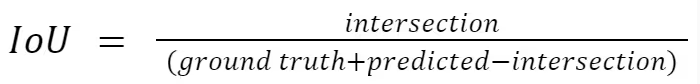 IoU = intersection
(ground truth+predicted−intersection)